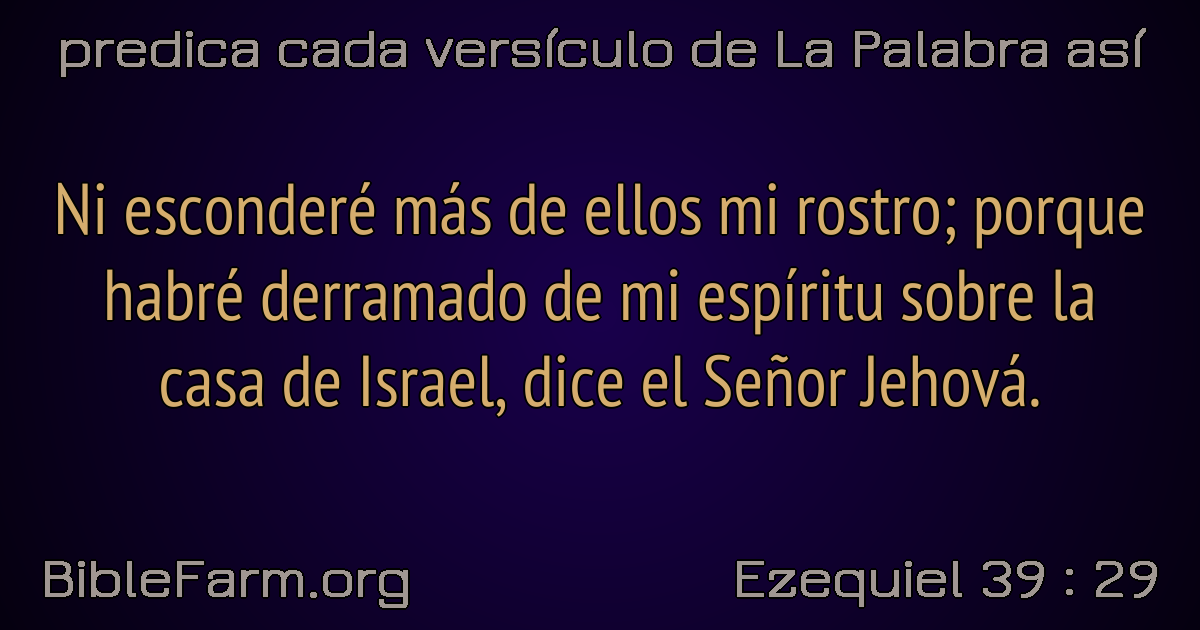 predica cada versículo de La Palabra así
Ni esconderé más de ellos mi rostro; porque
habré derramado de mi espíritu sobre la
casa de Israel, dice el Señor Jehová.
BibleFarm.org
Ezequiel 39 : 29